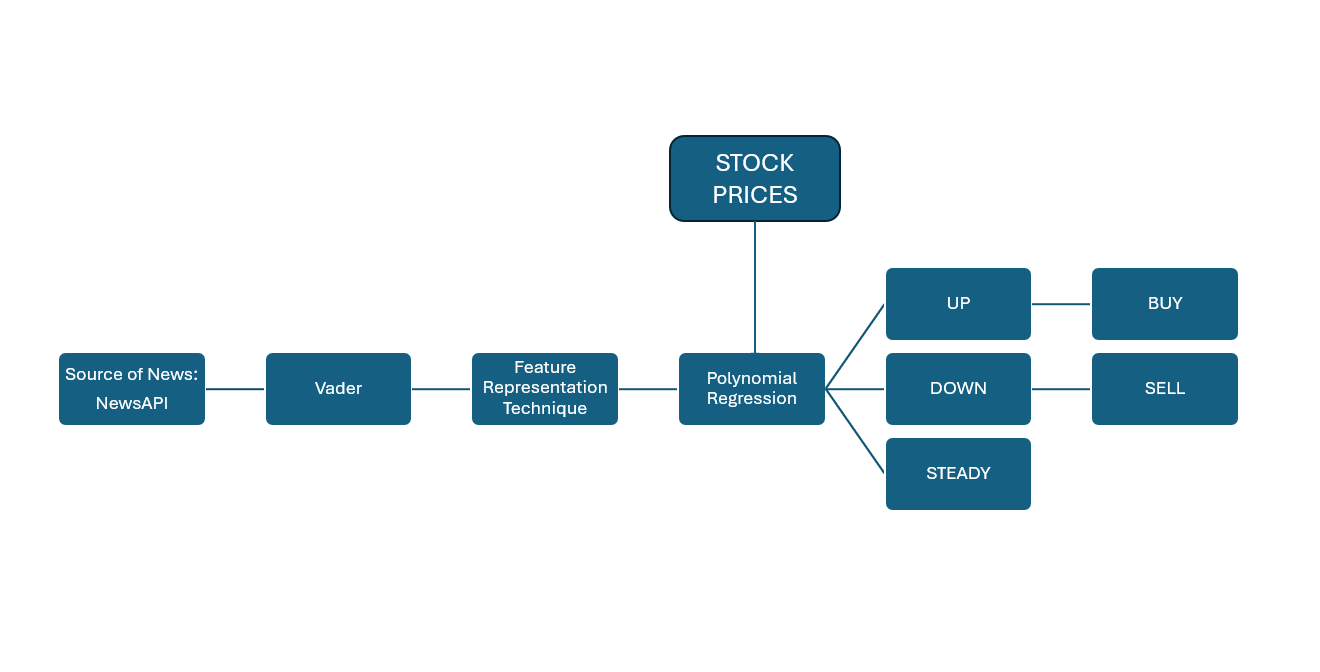 STOCK
PRICES
UP
BUY
Source of News:
NewsAPI
Vader
Feature
Representation
Technique
Polynomial
Regression
DOWN
SELL
STEADY